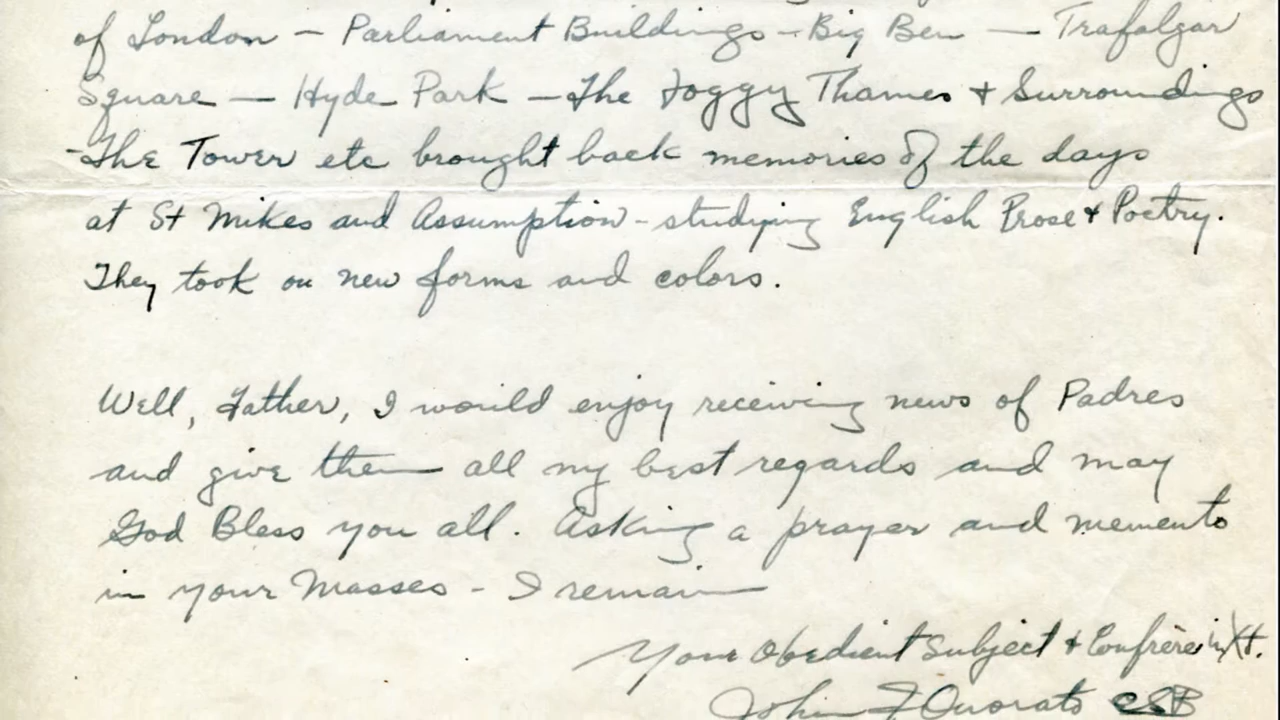 of London – Parliament Buildings – Big Ben — Trafalgar
Square — Hyde Park – The Foggy Thames + Surroundings
- The Tower etc brought back memories of the days
at St Mikes and Assumption - studying English Prose + Poetry.
They took on new forms and colors.
Well, Father, I would enjoy receiving news of Padres
and give them all my best regards and may
God Bless you all. Asking a prayer and memento
in your Masses - I remain
Your Obedient Subject + Confrère in Xt.
John F Onorato CSB